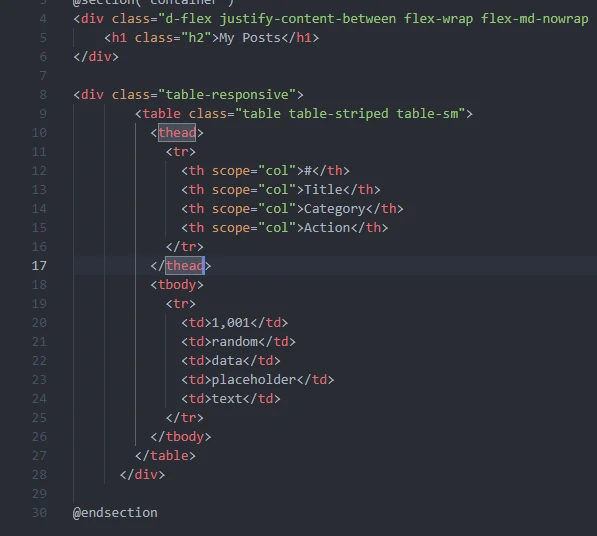 3 @section('container')
4 <div class="d-flex justify-content-between flex-wrap flex-md-nowrap
5 <h1 class="h2">My Posts</h1>
6 </div>
7
8 <div class="table-responsive">
9 <table class="table table-striped table-sm">
10 <thead>
11 <tr>
12 <th scope="col">#</th>
13 <th scope="col">Title</th>
14 <th scope="col">Category</th>
15 <th scope="col">Action</th>
16 </tr>
17 </thead>
18 <tbody>
19 <tr>
20 <td>1,001</td>
21 <td>random</td>
22 <td>data</td>
23 <td>placeholder</td>
24 <td>text</td>
25 </tr>
26 </tbody>
27 </table>
28 </div>
29
30 @endsection